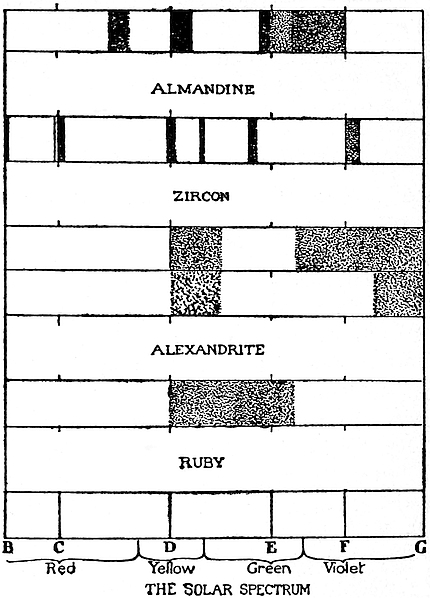 ALMANDINE
ZIRCON
ALEXANDRITE
RUBY
B C D E F G
Red Yellow Green Violet
THE SOLAR SPECTRUM